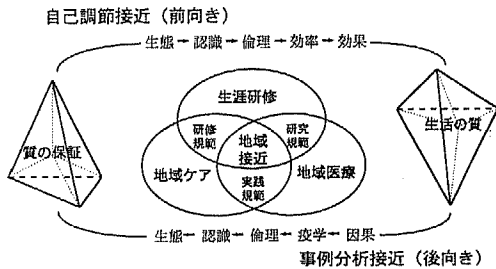 自己調節接近（前向き）
生態→認識→倫理→効率→効果
生涯研修
研修
規範
研究
規範
地域
接近
質の保証
生活の質
地域ケア
地域医療
実践
規範
生態←認識←倫理←疫学←因果
事例分析接近（後向き）